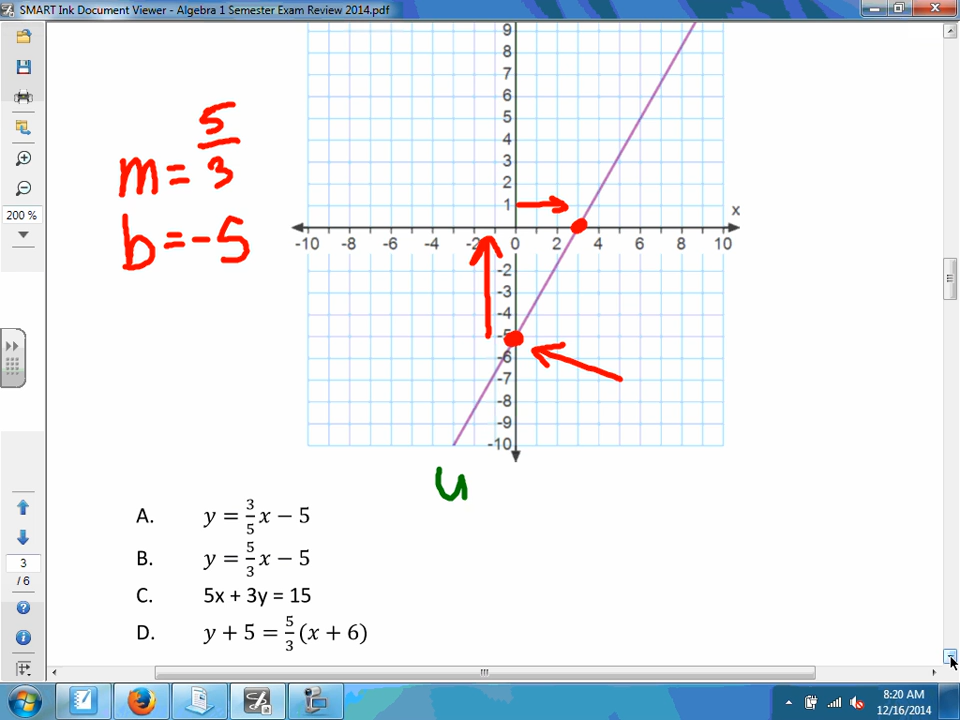 SMART Ink Document Viewer - Algebra 1 Semester Exam Review 2014.pdf
9
8
7
6
5
4
3
2
1
x
-10 -8 -6 -4 -2 0 2 4 6 8 10
-2
-3
-4
-5
-6
-7
-8
-9
-10
m = 5/3
b = -5
A. y = 3/5 x − 5
B. y = 5/3 x − 5
C. 5x + 3y = 15
D. y + 5 = 5/3 (x + 6)
200 %
3
/ 6
8:20 AM
12/16/2014